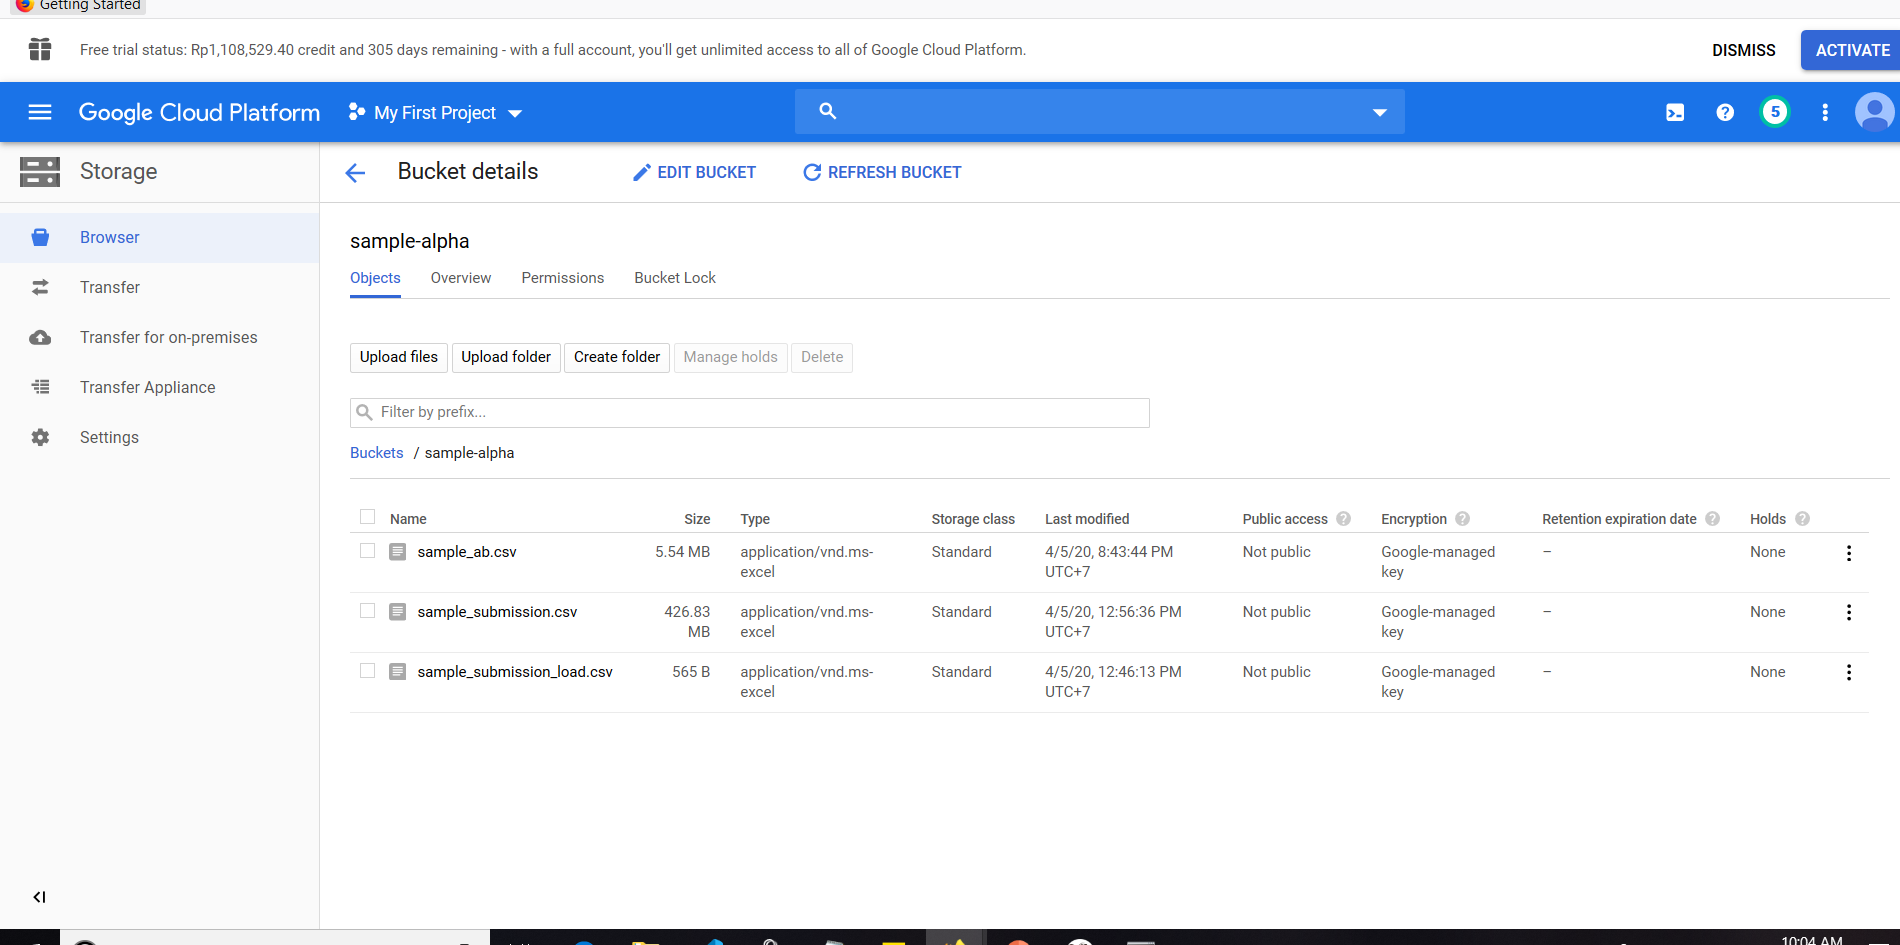 Getting Started
Free trial status: Rp1,108,529.40 credit and 305 days remaining - with a full account, you'll get unlimited access to all of Google Cloud Platform.
DISMISS
ACTIVATE
Google Cloud Platform
My First Project
5
Storage
Bucket details
EDIT BUCKET
REFRESH BUCKET
Browser
Transfer
Transfer for on-premises
Transfer Appliance
Settings
sample-alpha
Objects Overview Permissions Bucket Lock
Upload files Upload folder Create folder Manage holds Delete
Filter by prefix...
Buckets / sample-alpha
Name Size Type Storage class Last modified Public access ? Encryption ? Retention expiration date ? Holds ?
sample_ab.csv 5.54 MB application/vnd.ms- Standard 4/5/20, 8:43:44 PM Not public Google-managed – None
excel UTC+7 key
sample_submission.csv 426.83 application/vnd.ms- Standard 4/5/20, 12:56:36 PM Not public Google-managed – None
MB excel UTC+7 key
sample_submission_load.csv 565 B application/vnd.ms- Standard 4/5/20, 12:46:13 PM Not public Google-managed – None
excel UTC+7 key
10:04 AM